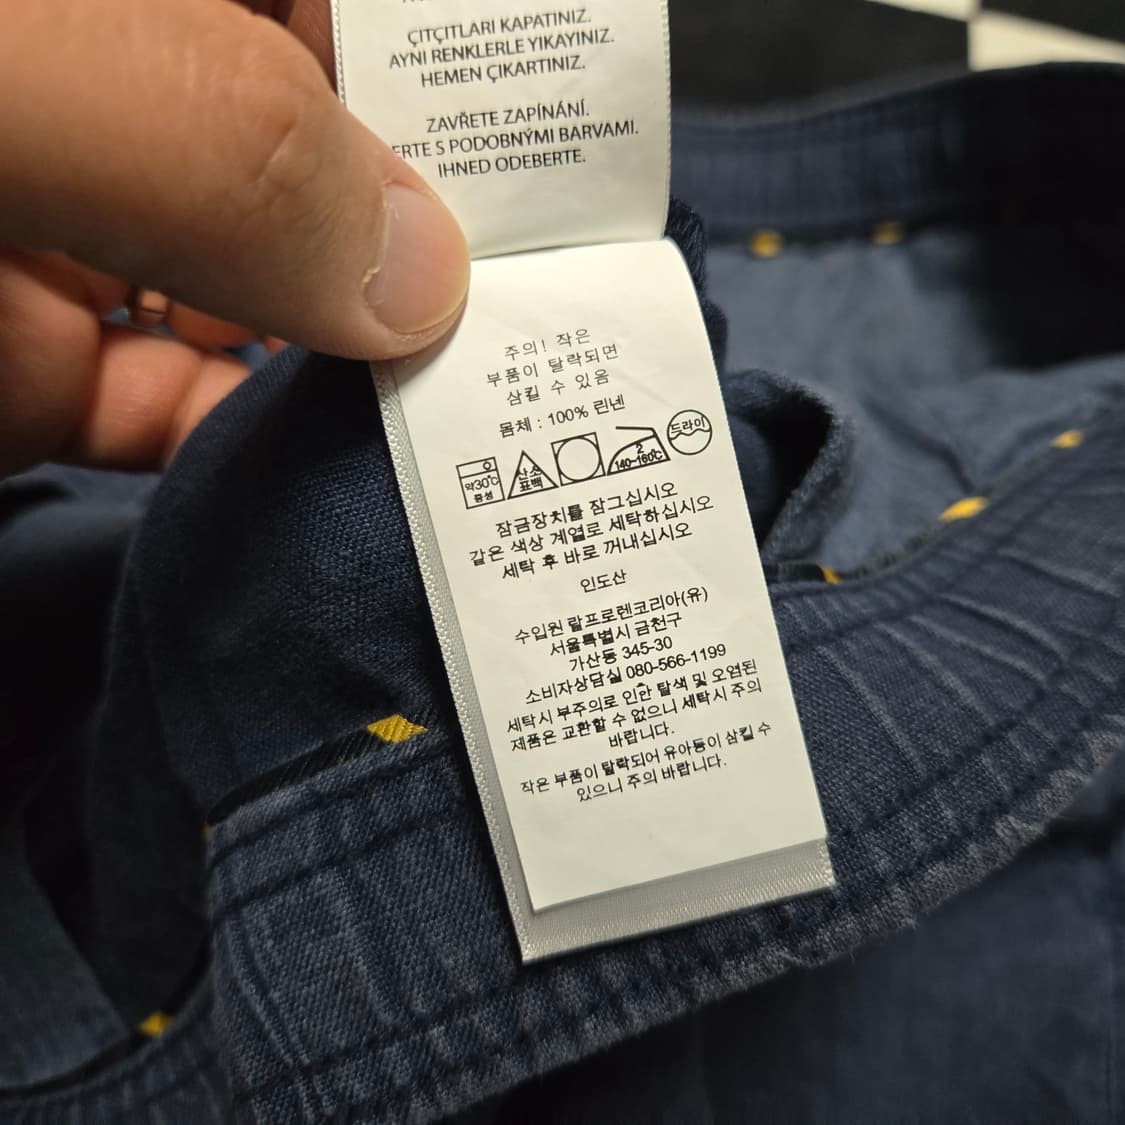 ÇITÇITLARI KAPATINIZ.
AYNI RENKLERLE YIKAYINIZ.
HEMEN ÇIKARTINIZ.
ZAVŘETE ZAPÍNÁNÍ.
ERTE S PODOBNÝMI BARVAMI.
IHNED ODEBERTE.
주의! 작은
부품이 탈락되면
삼킬 수 있음
몸체 : 100% 린넨
약30℃
중성
산소
표백
2
140~160℃
드라이
잠금장치를 잠그십시오
같은 색상 계열로 세탁하십시오
세탁 후 바로 꺼내십시오
인도산
수입원 랄프로렌코리아(유)
서울특별시 금천구
가산동 345-30
소비자상담실 080-566-1199
세탁시 부주의로 인한 탈색 및 오염된
제품은 교환할 수 없으니 세탁시 주의
바랍니다.
작은 부품이 탈락되어 유아등이 삼킬 수
있으니 주의 바랍니다.